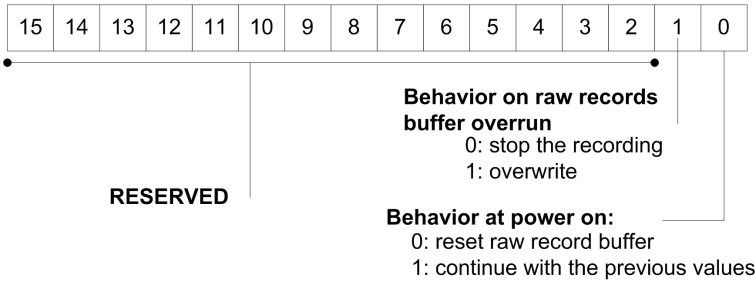 15 14 13 12 11 10 9 8 7 6 5 4 3 2 1 0
Behavior on raw records
buffer overrun
0: stop the recording
1: overwrite
RESERVED
Behavior at power on:
0: reset raw record buffer
1: continue with the previous values